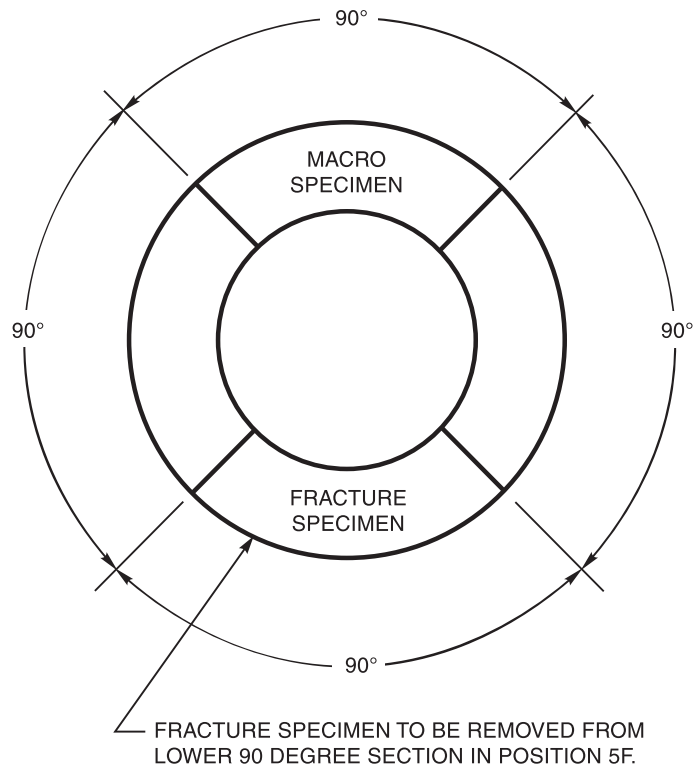 90°
MACRO
SPECIMEN
90°
90°
FRACTURE
SPECIMEN
90°
FRACTURE SPECIMEN TO BE REMOVED FROM
LOWER 90 DEGREE SECTION IN POSITION 5F.